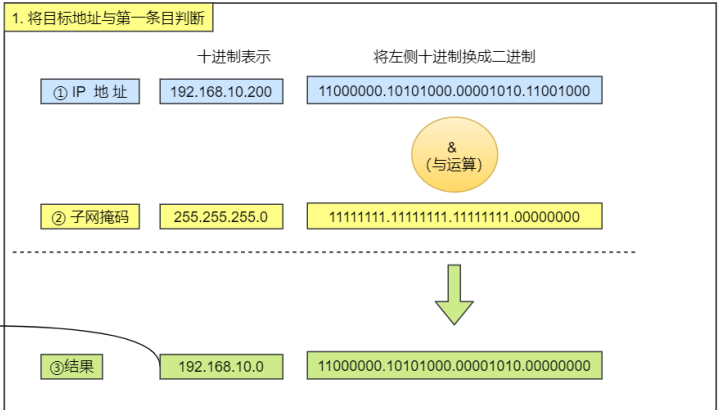 1. 将目标地址与第一条目判断
十进制表示
将左侧十进制换成二进制
① IP 地 址
192.168.10.200
11000000.10101000.00001010.11001000
&
（与运算）
② 子网掩码
255.255.255.0
11111111.11111111.11111111.00000000
③结果
192.168.10.0
11000000.10101000.00001010.00000000